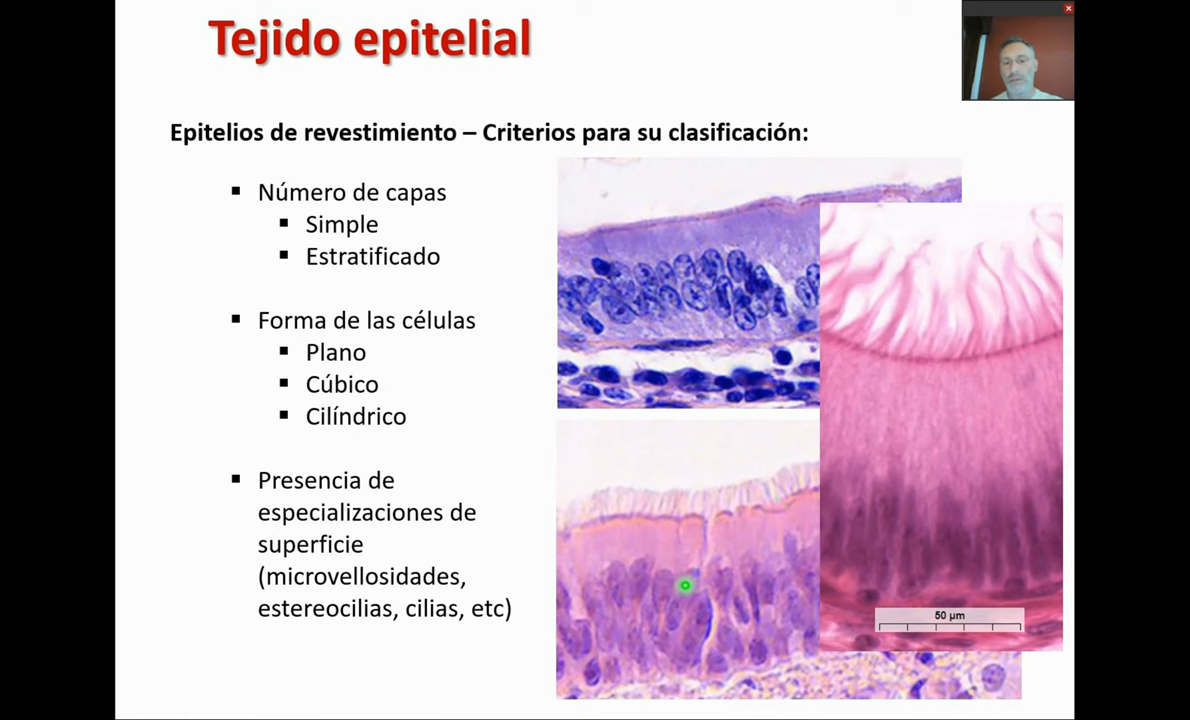 Tejido epitelial
Epitelios de revestimiento – Criterios para su clasificación:
▪ Número de capas
▪ Simple
▪ Estratificado
▪ Forma de las células
▪ Plano
▪ Cúbico
▪ Cilíndrico
▪ Presencia de
especializaciones de
superficie
(microvellosidades,
estereocilias, cilias, etc)
50 µm